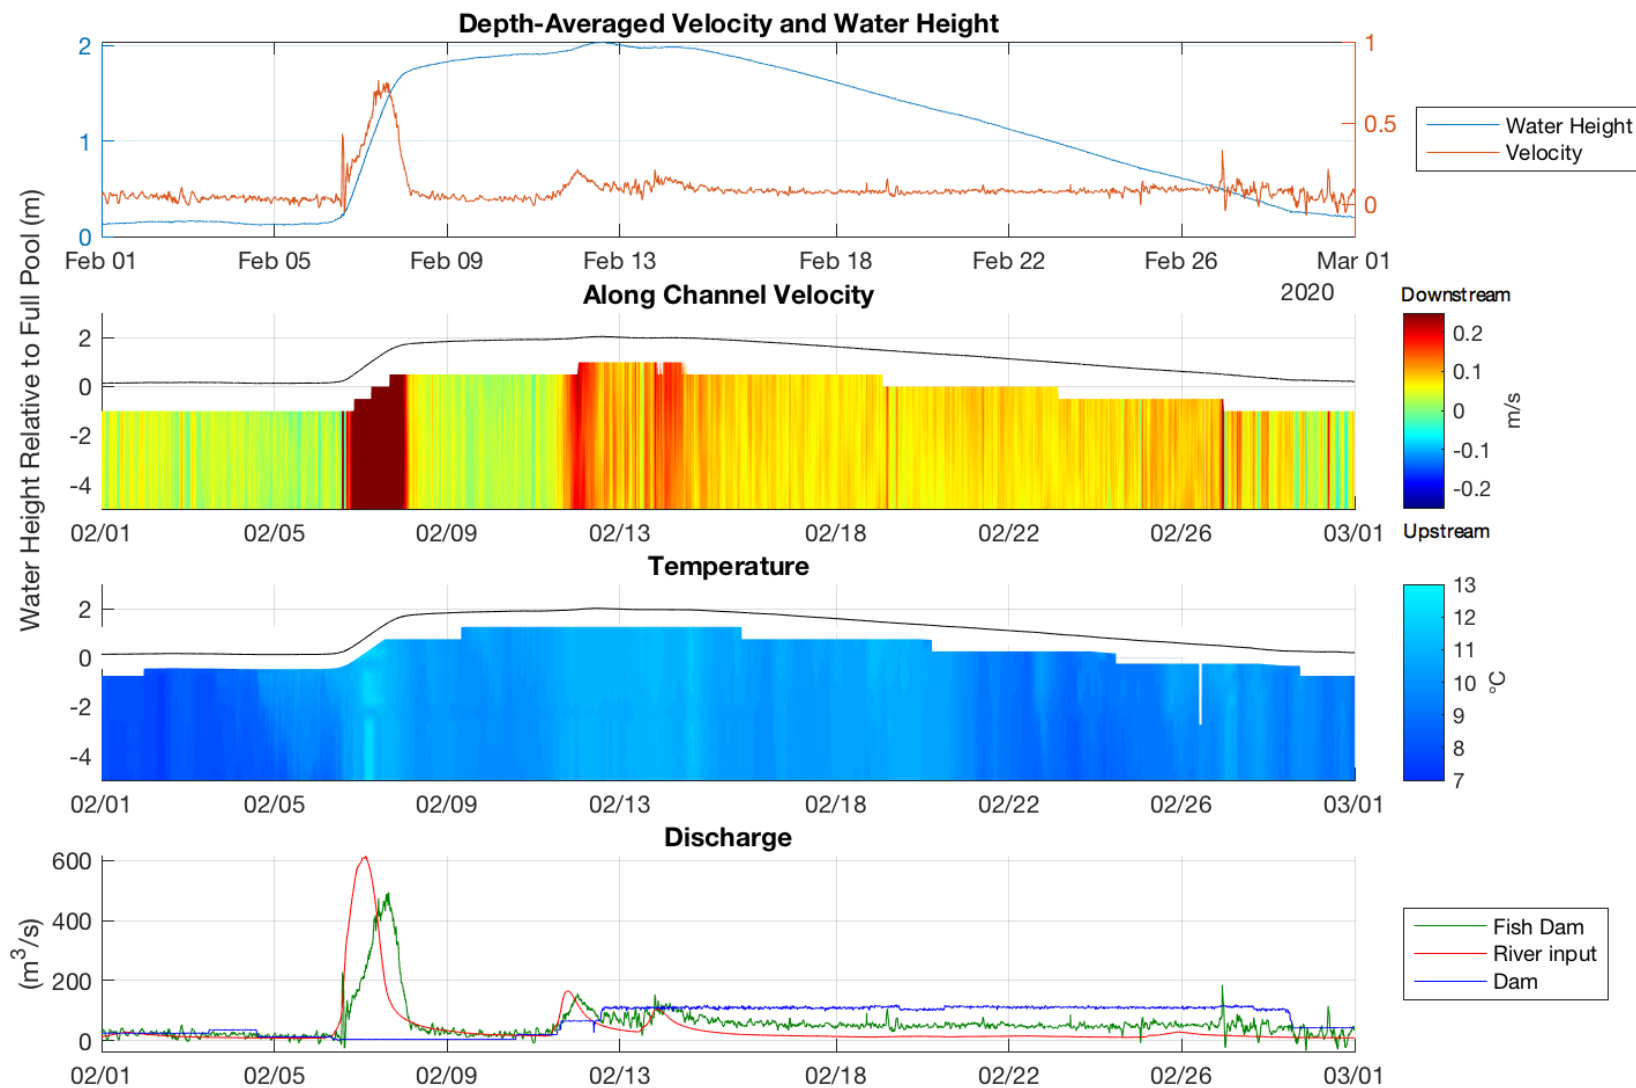 Depth-Averaged Velocity and Water Height
2
1
0
1
0.5
0
Feb 01 Feb 05 Feb 09 Feb 13 Feb 18 Feb 22 Feb 26 Mar 01
2020
Water Height
Velocity
Water Height Relative to Full Pool (m)
Along Channel Velocity
2
0
-2
-4
02/01 02/05 02/09 02/13 02/18 02/22 02/26 03/01
Downstream
0.2
0.1
0
-0.1
-0.2
m/s
Upstream
Temperature
2
0
-2
-4
02/01 02/05 02/09 02/13 02/18 02/22 02/26 03/01
13
12
11
10
9
8
7
°C
Discharge
600
400
200
0
(m³/s)
02/01 02/05 02/09 02/13 02/18 02/22 02/26 03/01
Fish Dam
River input
Dam